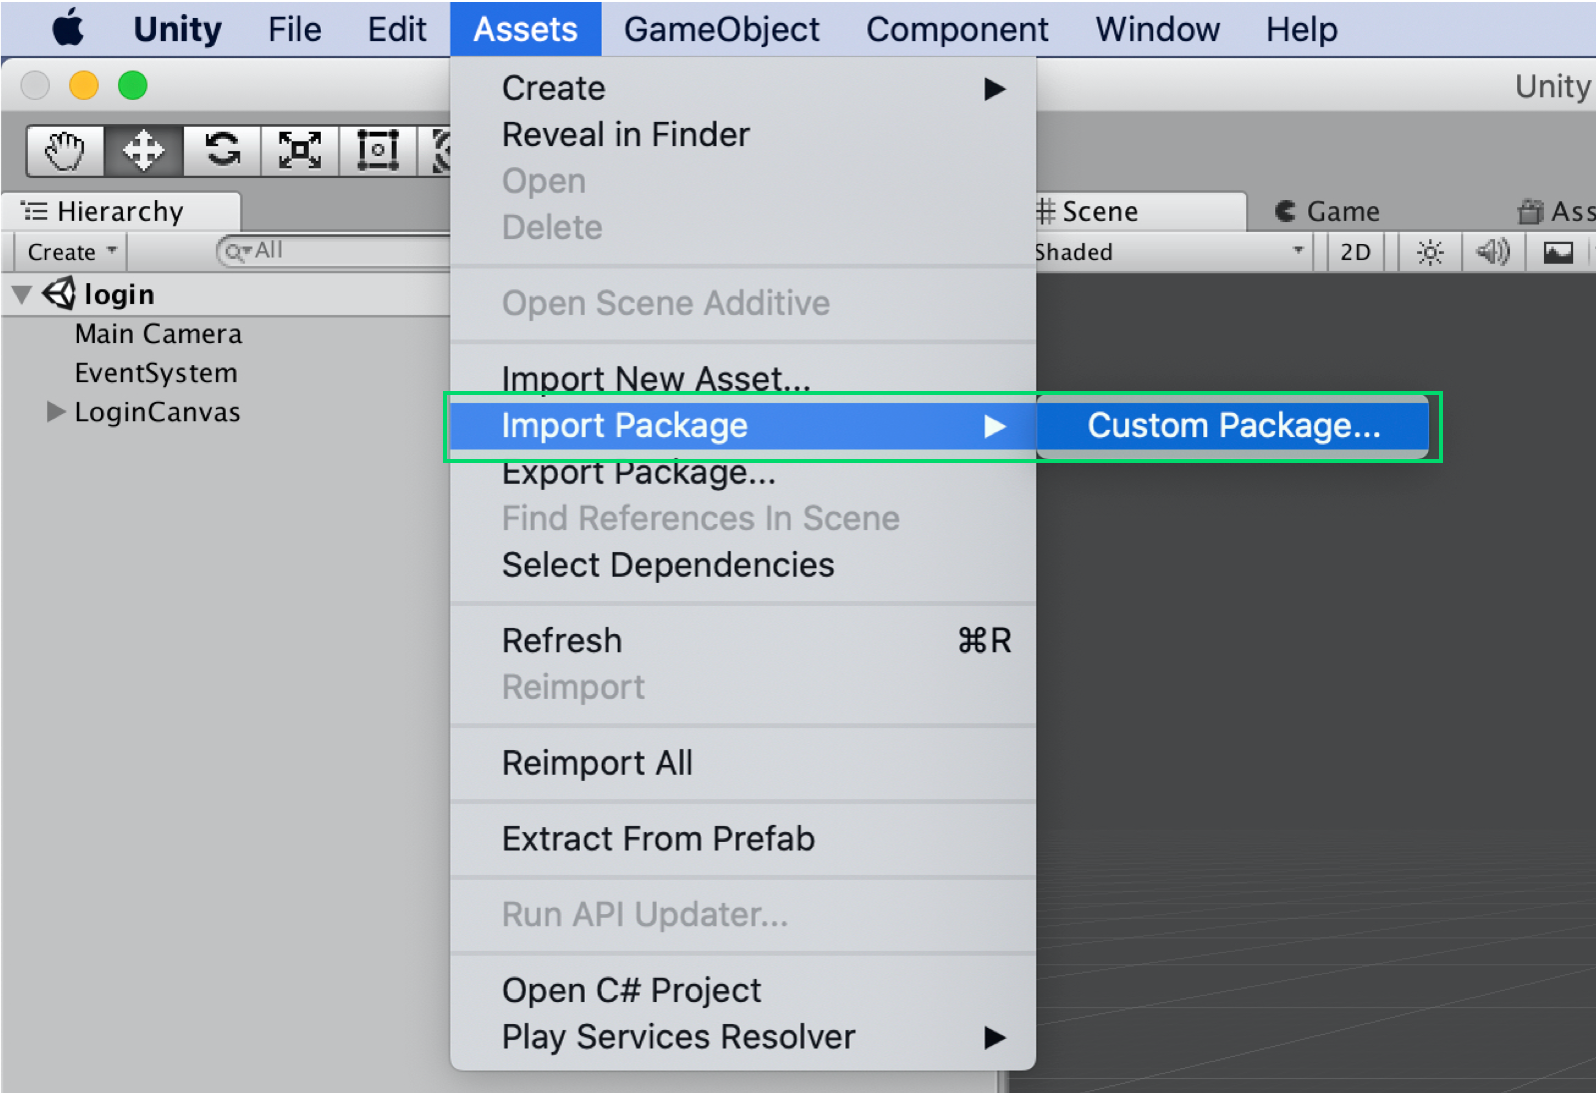 Unity File Edit Assets GameObject Component Window Help
Unity
Hierarchy
Create
All
login
Main Camera
EventSystem
LoginCanvas
Create
Reveal in Finder
Open
Delete
Open Scene Additive
Import New Asset...
Import Package
Custom Package...
Export Package...
Find References In Scene
Select Dependencies
Refresh ⌘R
Reimport
Reimport All
Extract From Prefab
Run API Updater...
Open C# Project
Play Services Resolver
Scene
Game
Ass
Shaded
2D